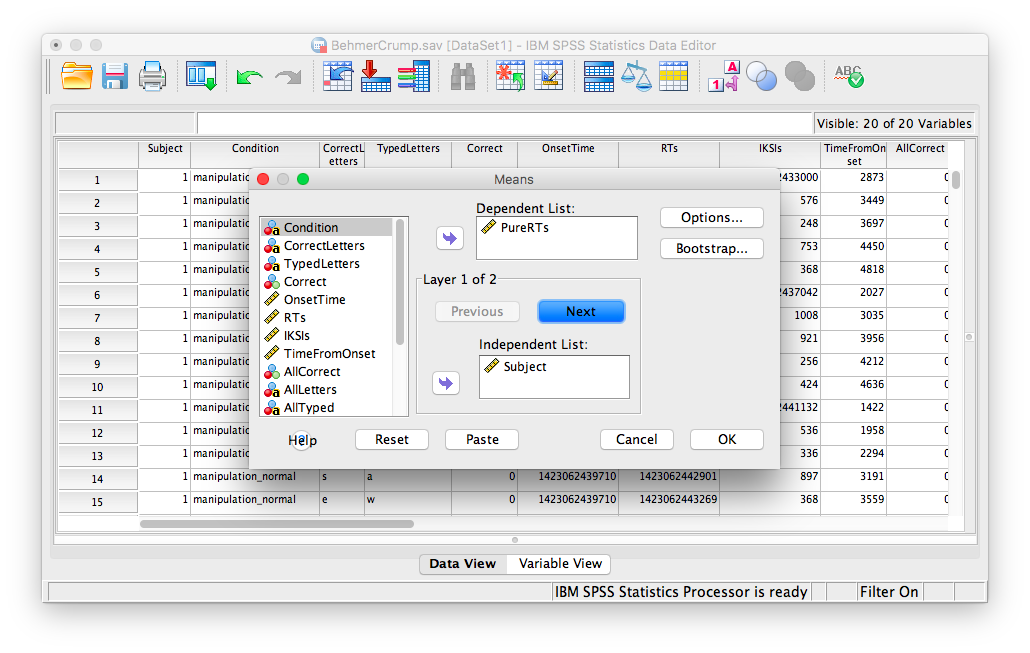 BehmerCrump.sav [DataSet1] - IBM SPSS Statistics Data Editor
A
1
ABC
Visible: 20 of 20 Variables
Subject Condition CorrectL TypedLetters Correct OnsetTime RTs IKSIs TimeFromOn AllCorrect
etters set
Means
1 1 manipulatio 2433000 2873 0
2 1 manipulatio 576 3449 0
3 1 manipulatio 248 3697 0
4 1 manipulatio 753 4450 0
5 1 manipulatio 368 4818 0
6 1 manipulatio 2437042 2027 0
7 1 manipulatio 1008 3035 0
8 1 manipulatio 921 3956 0
9 1 manipulatio 256 4212 0
10 1 manipulatio 424 4636 0
11 1 manipulatio 2441132 1422 0
12 1 manipulatio 536 1958 0
13 1 manipulatio 336 2294 0
14 1 manipulation_normal s a 0 1423062439710 1423062442901 897 3191 0
15 1 manipulation_normal e w 0 1423062439710 1423062443269 368 3559 0
Condition
CorrectLetters
TypedLetters
Correct
OnsetTime
RTs
IKSIs
TimeFromOnset
AllCorrect
AllLetters
AllTyped
Dependent List:
PureRTs
Options...
Bootstrap...
Layer 1 of 2
Previous Next
Independent List:
Subject
Help Reset Paste Cancel OK
Data View Variable View
IBM SPSS Statistics Processor is ready Filter On